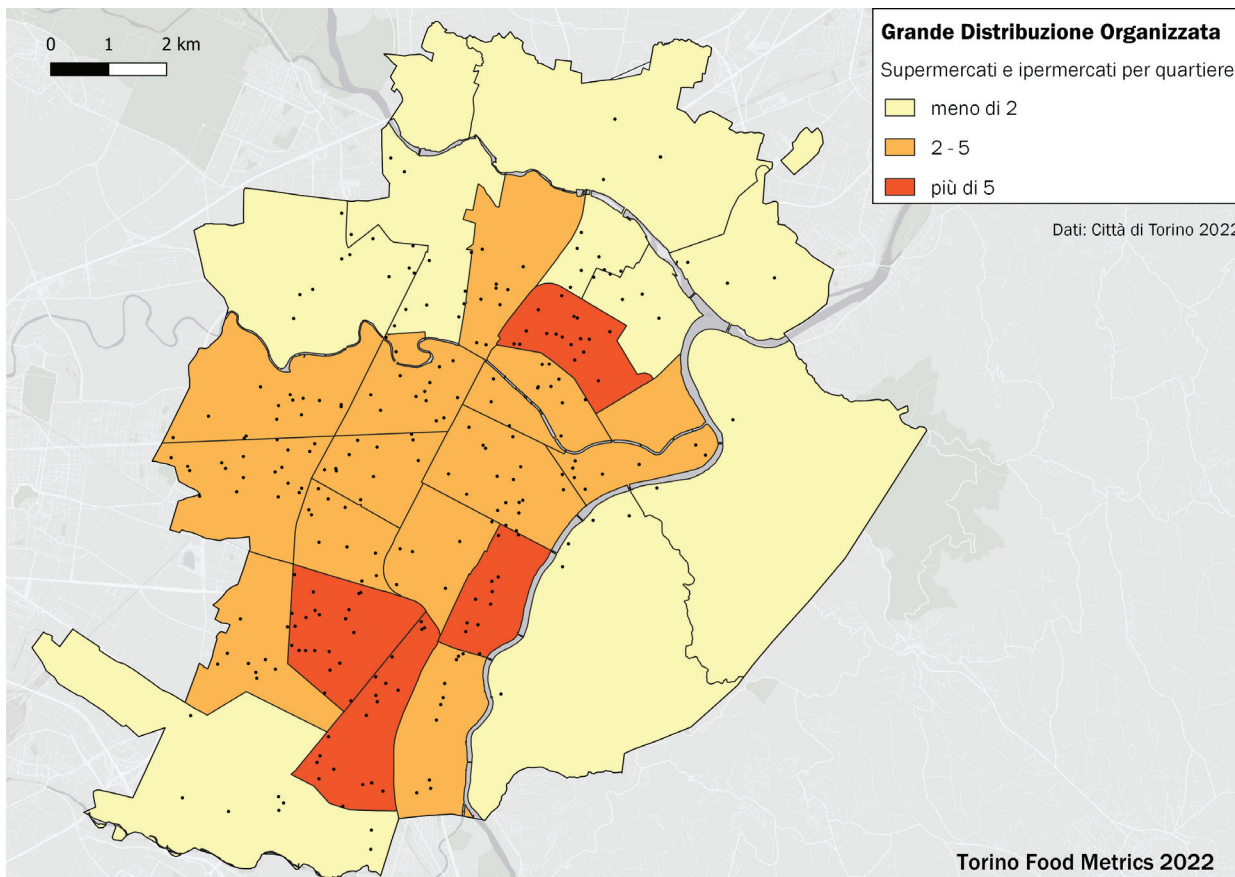 0 1 2 km
Grande Distribuzione Organizzata
Supermercati e ipermercati per quartiere
meno di 2
2 - 5
più di 5
Dati: Città di Torino 2022
Torino Food Metrics 2022